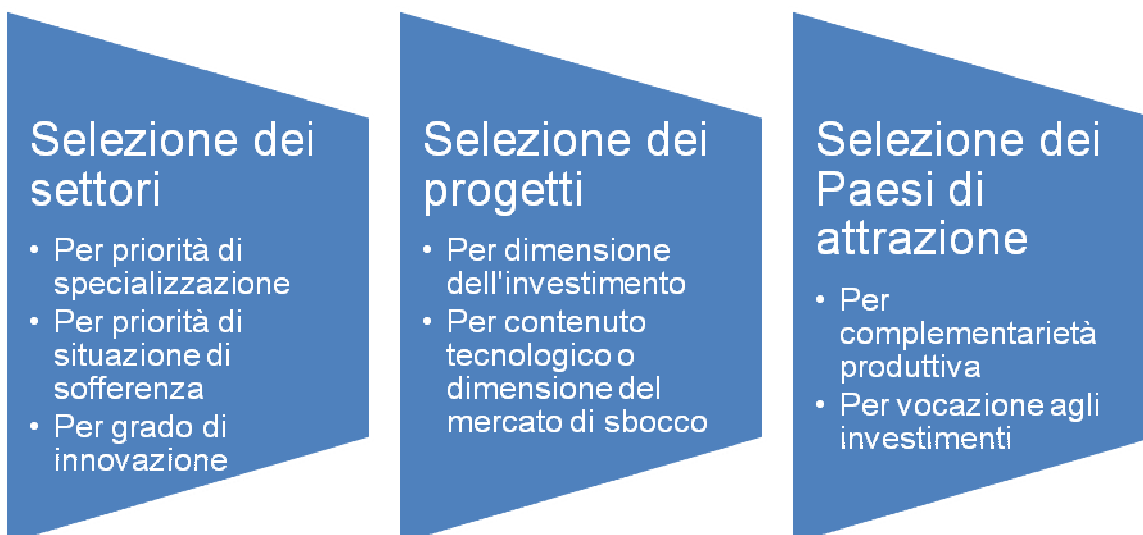 Selezione dei
settori
• Per priorità di
specializzazione
• Per priorità di
situazione di
sofferenza
• Per grado di
innovazione
Selezione dei
progetti
• Per dimensione
dell'investimento
• Per contenuto
tecnologico o
dimensione del
mercato di sbocco
Selezione dei
Paesi di
attrazione
• Per
complementarietà
produttiva
• Per vocazione agli
investimenti